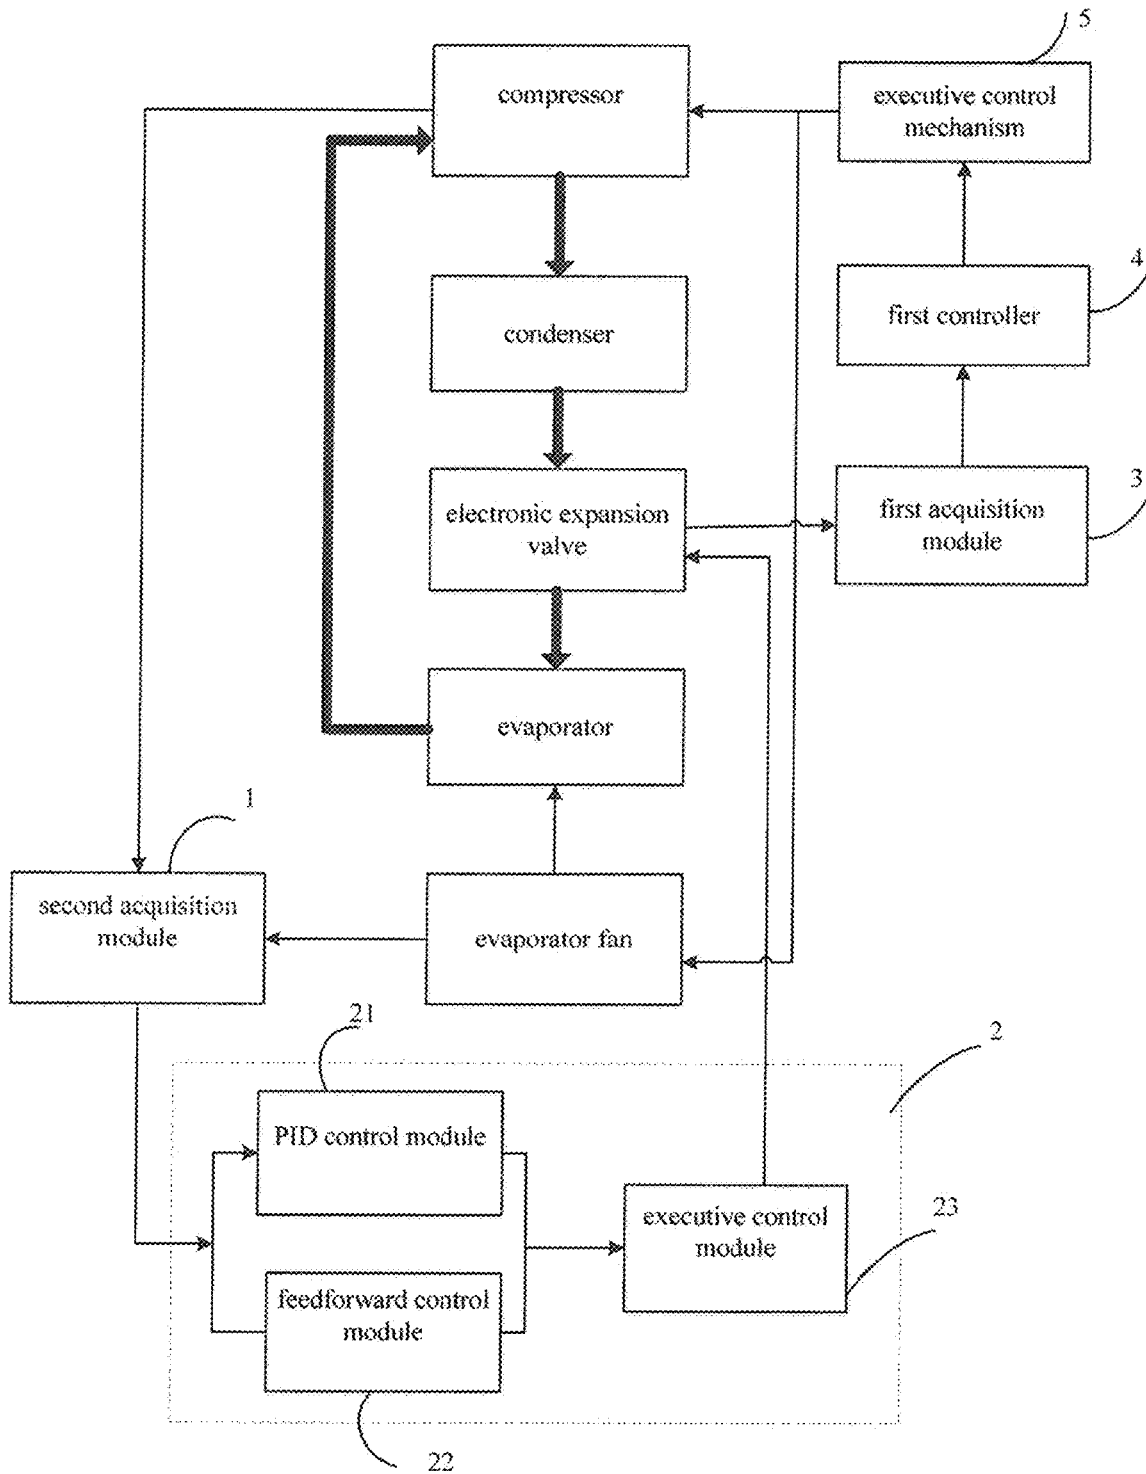 5
compressor
executive control
mechanism
4
first controller
condenser
3
electronic expansion
valve
first acquisition
module
evaporator
1
second acquisition
module
evaporator fan
21
2
PID control module
23
executive control
module
feedforward control
module
22